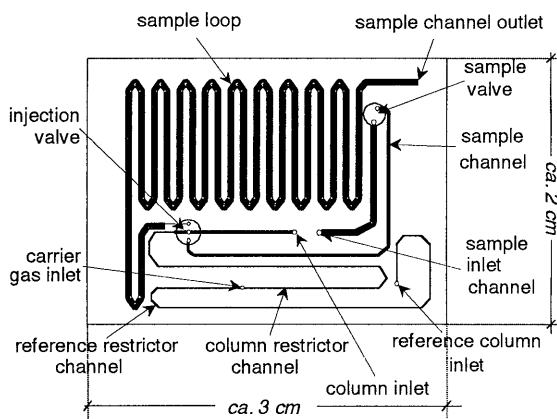 sample loop
sample channel outlet
sample
valve
injection
valve
sample
channel
ca. 2 cm
carrier
gas inlet
sample
inlet
channel
reference restrictor
channel
column restrictor
channel
reference column
inlet
column inlet
ca. 3 cm